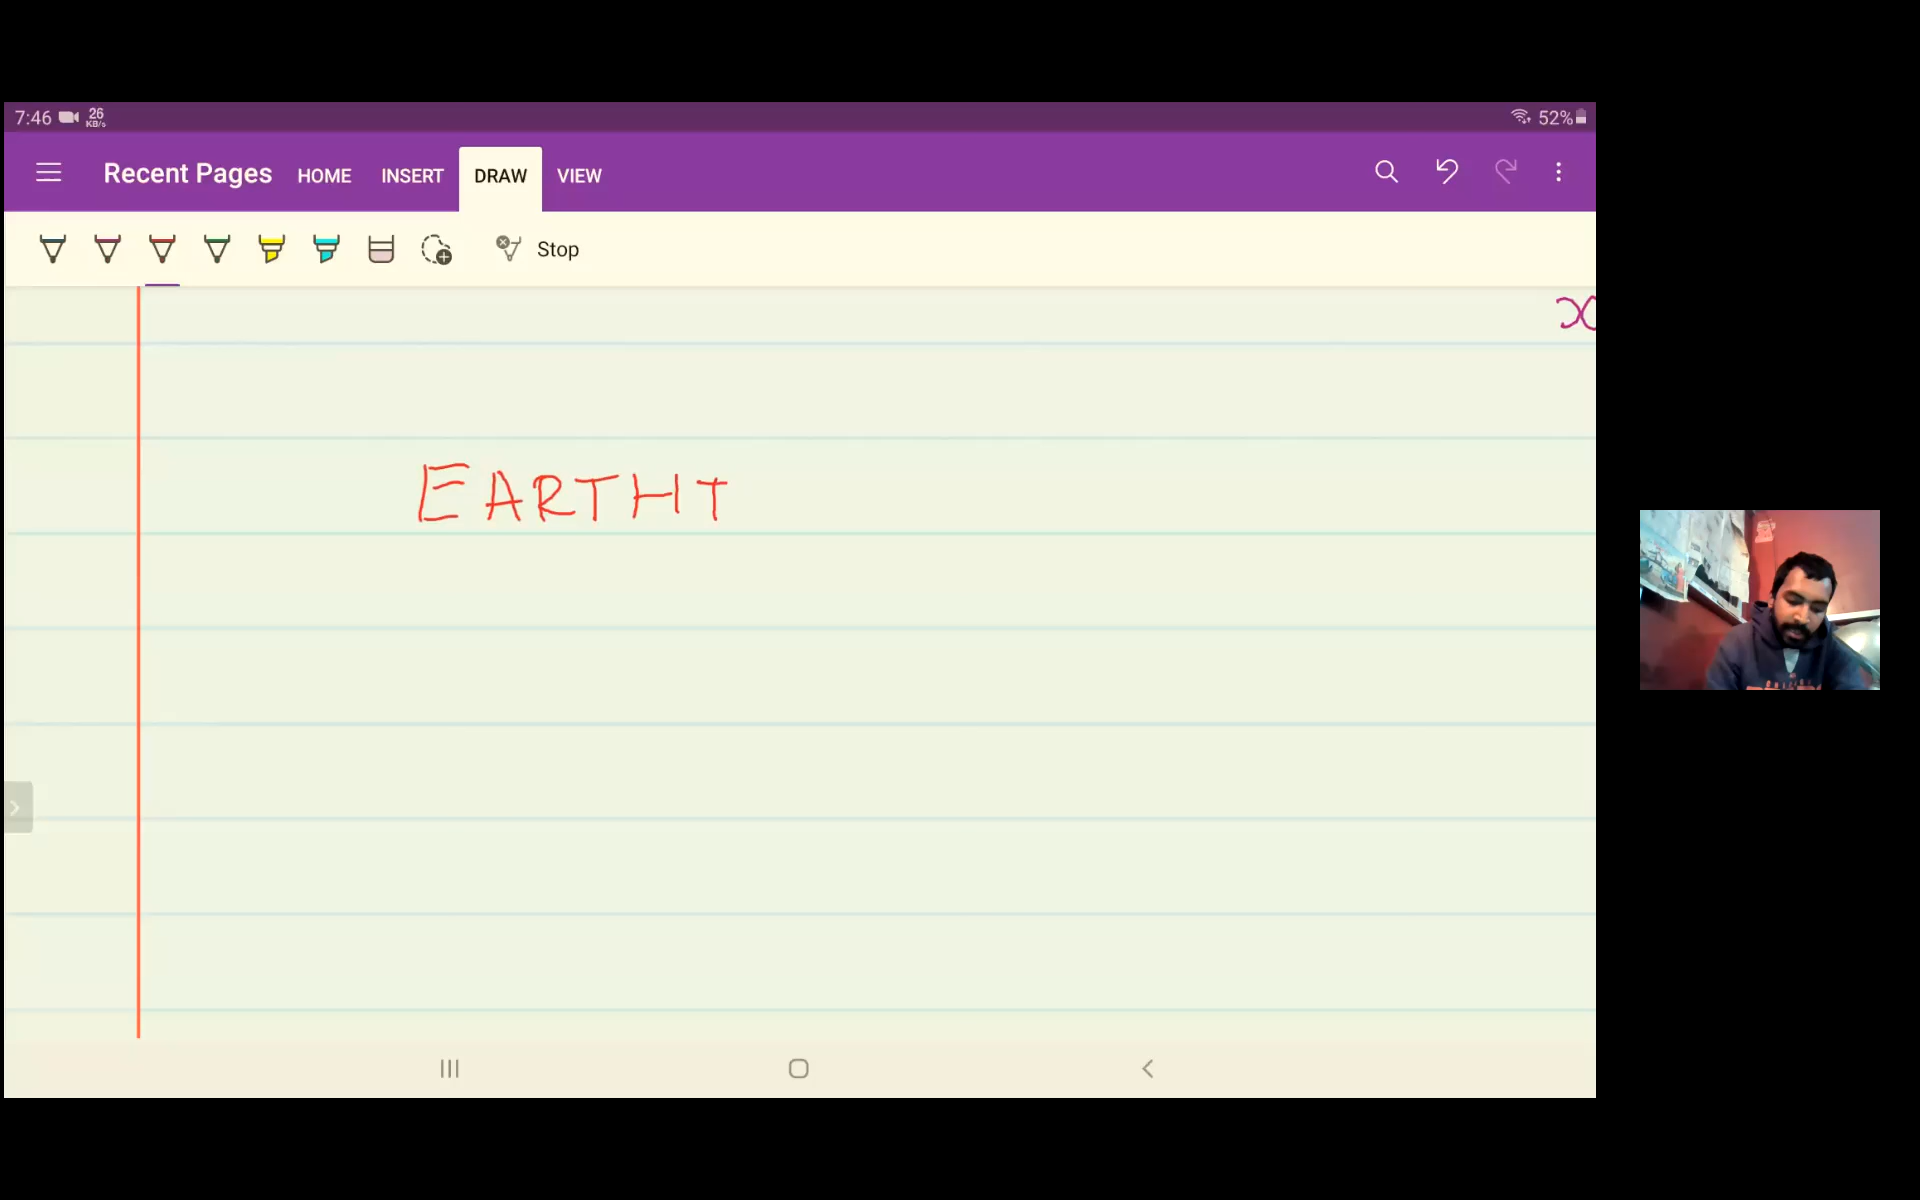 7:46 26 KB/s 52%
Recent Pages HOME INSERT DRAW VIEW
Stop
x
EARTHT